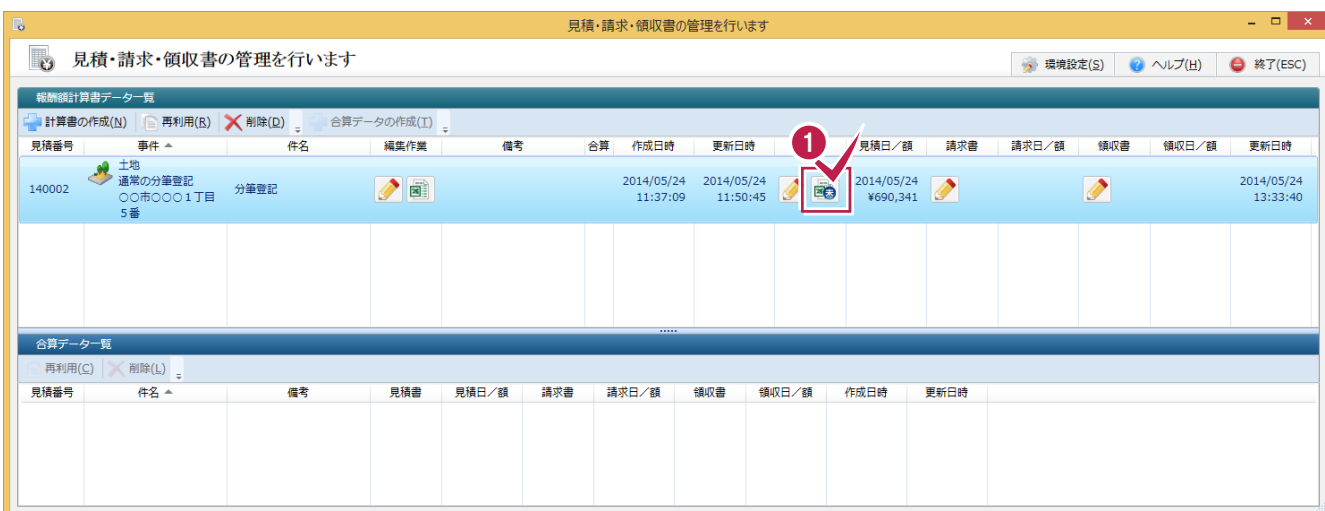 見積・請求・領収書の管理を行います
見積・請求・領収書の管理を行います
環境設定(S) ヘルプ(H) 終了(ESC)
報酬額計算書データ一覧
計算書の作成(N) 再利用(R) 削除(D) 合算データの作成(T)
見積番号 事件 件名 編集作業 備考 合算 作成日時 更新日時 見積日/額 請求書 請求日/額 領収書 領収日/額 更新日時
1
140002
土地
通常の分筆登記
○○市○○○1丁目
5番
分筆登記
2014/05/24
11:37:09
2014/05/24
11:50:45
未
2014/05/24
¥690,341
2014/05/24
13:33:40
合算データ一覧
再利用(C) 削除(L)
見積番号 件名 備考 見積書 見積日/額 請求書 請求日/額 領収書 領収日/額 作成日時 更新日時